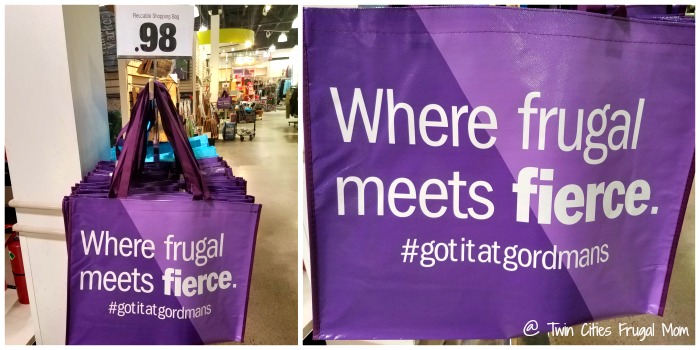 Reusable Shopping Bag
.98
Where frugal
meets fierce.
#gotitatgordmans
Where frugal
meets fierce.
#gotitatgordmans
@ Twin Cities Frugal Mom